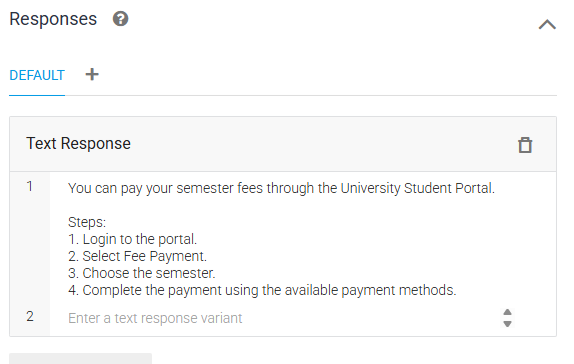 Responses ?
DEFAULT +
Text Response
1 You can pay your semester fees through the University Student Portal.
Steps:
1. Login to the portal.
2. Select Fee Payment.
3. Choose the semester.
4. Complete the payment using the available payment methods.
2 Enter a text response variant